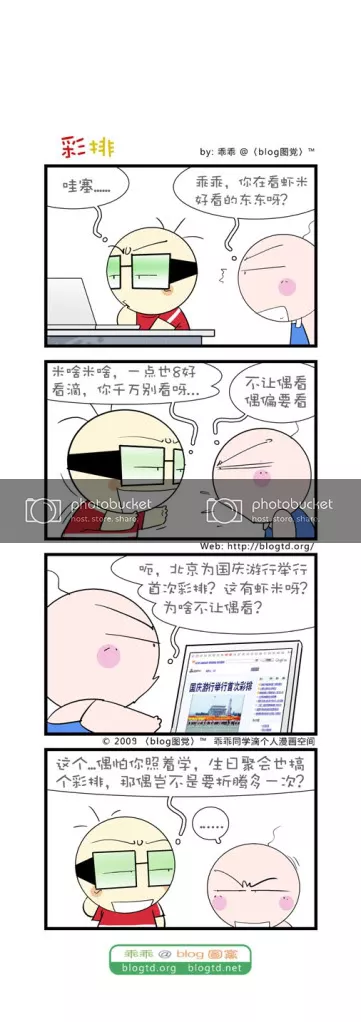 彩排
by: 乖乖 @（blog图党）™
哇塞……
乖乖，你在看虾米
好看的东东呀？
米啥米啥，一点也8好
看滴，你千万别看呀…
不让偶看
偶偏要看
photobucket
host. store. share.
photobucket
host. store. share.
Web: http://blogtd.org/
呃，北京为国庆游行举行
首次彩排？这有虾米呀？
为啥不让偶看？
国庆游行举行首次彩排
© 2009 （blog图党）™ 乖乖同学滴个人漫画空间
这个…偶怕你照着学，生日聚会也搞
个彩排，那偶岂不是要折腾多一次？
……
乖乖 @ blog 圖黨
blogtd.org blogtd.net